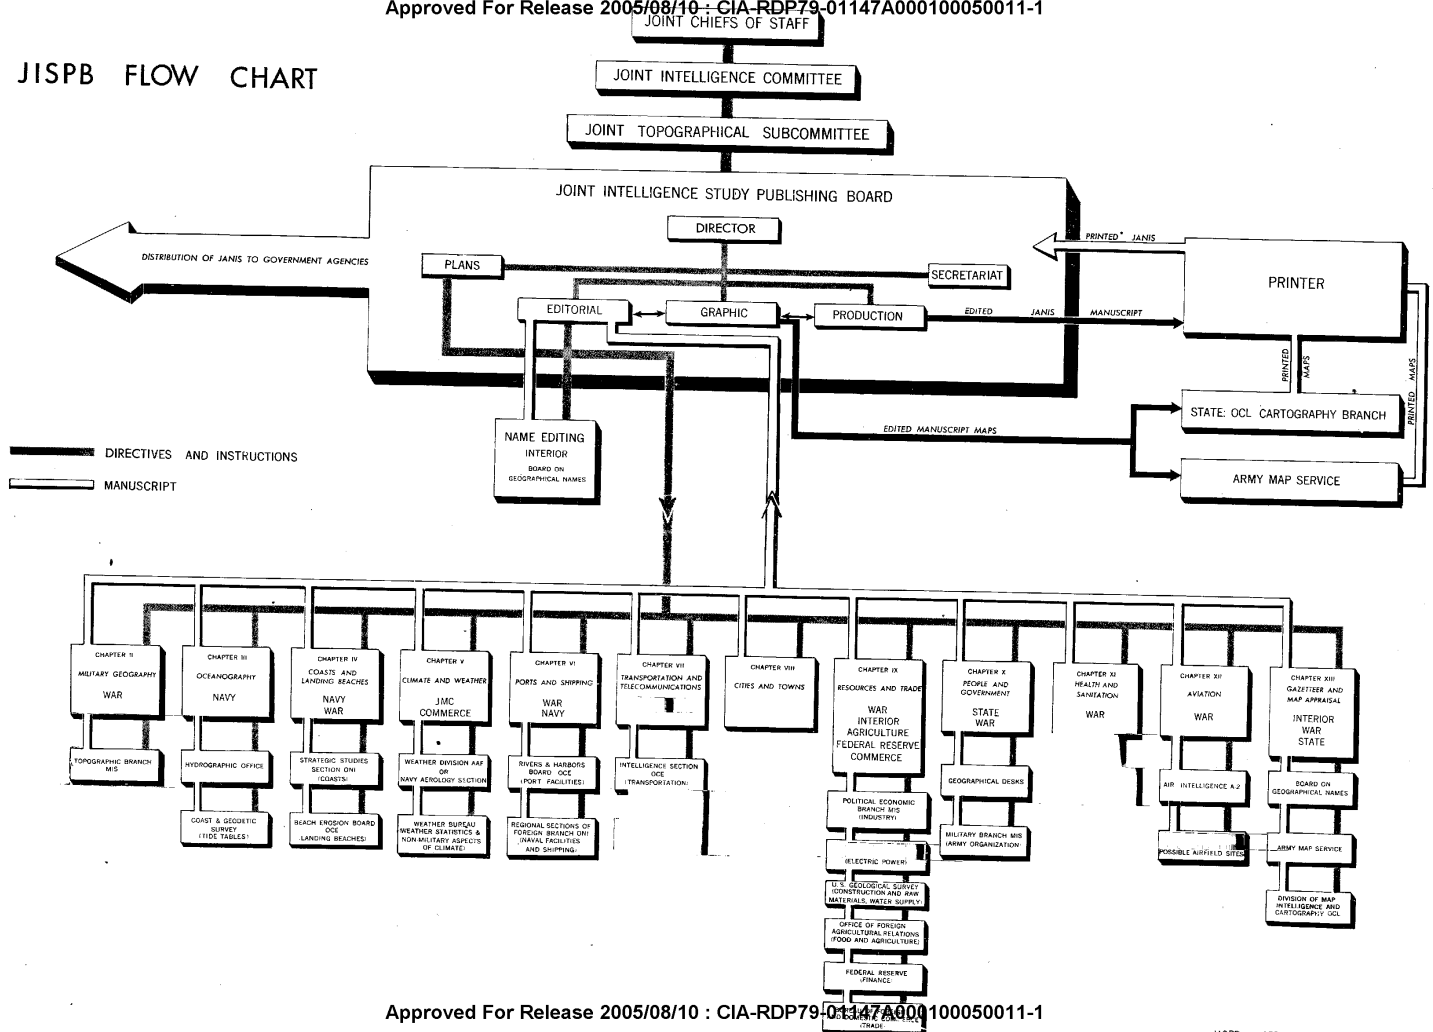 Approved For Release 2005/08/10 : CIA-RDP79-01147A000100050011-1
JOINT CHIEFS OF STAFF
JISPB FLOW CHART
JOINT INTELLIGENCE COMMITTEE
JOINT TOPOGRAPHICAL SUBCOMMITTEE
JOINT INTELLIGENCE STUDY PUBLISHING BOARD
DIRECTOR
PRINTED JANIS
DISTRIBUTION OF JANIS TO GOVERNMENT AGENCIES
PLANS
SECRETARIAT
PRINTER
EDITORIAL
GRAPHIC
PRODUCTION
EDITED JANIS MANUSCRIPT
PRINTED
MAPS
PRINTED MAPS
STATE: OCL CARTOGRAPHY BRANCH
EDITED MANUSCRIPT MAPS
ARMY MAP SERVICE
NAME EDITING
INTERIOR
BOARD ON
GEOGRAPHICAL NAMES
DIRECTIVES AND INSTRUCTIONS
MANUSCRIPT
CHAPTER II
MILITARY GEOGRAPHY
WAR
TOPOGRAPHIC BRANCH
MIS
CHAPTER III
OCEANOGRAPHY
NAVY
HYDROGRAPHIC OFFICE
COAST & GEODETIC
SURVEY
(TIDE TABLES)
CHAPTER IV
COASTS AND
LANDING BEACHES
NAVY
WAR
STRATEGIC STUDIES
SECTION ONI
(COASTS)
BEACH EROSION BOARD
OCE
(LANDING BEACHES)
CHAPTER V
CLIMATE AND WEATHER
JMC
COMMERCE
WEATHER DIVISION AAF
OR
NAVY AEROLOGY SECTION
WEATHER BUREAU
WEATHER STATISTICS &
NON-MILITARY ASPECTS
OF CLIMATE)
CHAPTER VI
PORTS AND SHIPPING
WAR
NAVY
RIVERS & HARBORS
BOARD OCE
(PORT FACILITIES)
REGIONAL SECTIONS OF
FOREIGN BRANCH ONI
(NAVAL FACILITIES
AND SHIPPING)
CHAPTER VII
TRANSPORTATION AND
TELECOMMUNICATIONS
INTELLIGENCE SECTION
OCE
(TRANSPORTATION)
CHAPTER VIII
CITIES AND TOWNS
CHAPTER IX
RESOURCES AND TRADE
WAR
INTERIOR
AGRICULTURE
FEDERAL RESERVE
COMMERCE
POLITICAL ECONOMIC
BRANCH MIS
(INDUSTRY)
(ELECTRIC POWER)
U.S. GEOLOGICAL SURVEY
(CONSTRUCTION AND RAW
MATERIALS, WATER SUPPLY)
OFFICE OF FOREIGN
AGRICULTURAL RELATIONS
(FOOD AND AGRICULTURE)
FEDERAL RESERVE
(FINANCE)
(TRADE)
CHAPTER X
PEOPLE AND
GOVERNMENT
STATE
WAR
GEOGRAPHICAL DESKS
MILITARY BRANCH MIS
(ARMY ORGANIZATION)
CHAPTER XI
HEALTH AND
SANITATION
WAR
CHAPTER XII
AVIATION
WAR
AIR INTELLIGENCE A-2
POSSIBLE AIRFIELD SITES
CHAPTER XIII
GAZETTEER AND
MAP APPRAISAL
INTERIOR
WAR
STATE
BOARD ON
GEOGRAPHICAL NAMES
ARMY MAP SERVICE
DIVISION OF MAP
INTELLIGENCE AND
CARTOGRAPHY OCL
Approved For Release 2005/08/10 : CIA-RDP79-01147A000100050011-1